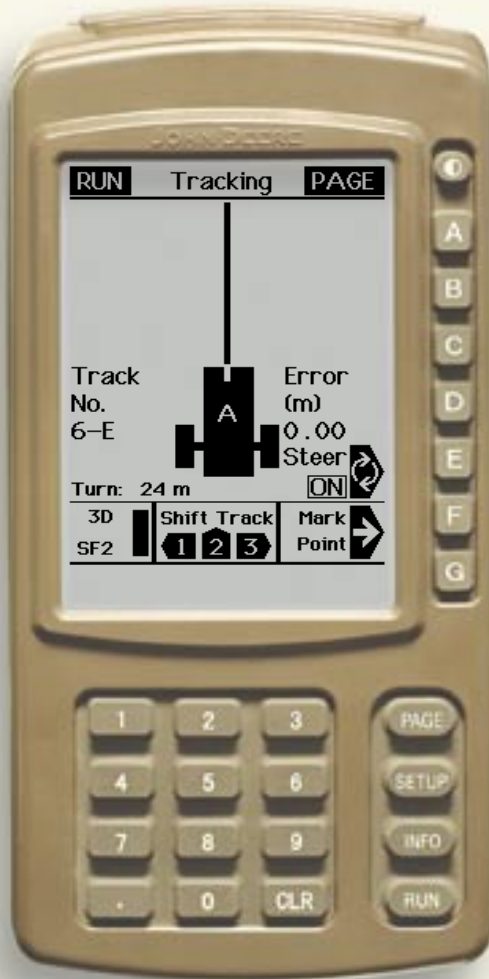 JOHN DEERE
RUN Tracking PAGE
Track
No.
6-E
A
Error
(m)
0.00
Steer
ON
Turn: 24 m
3D
SF2
Shift Track
1 2 3
Mark
Point
A
B
C
D
E
F
G
1 2 3
4 5 6
7 8 9
. 0 CLR
PAGE
SETUP
INFO
RUN